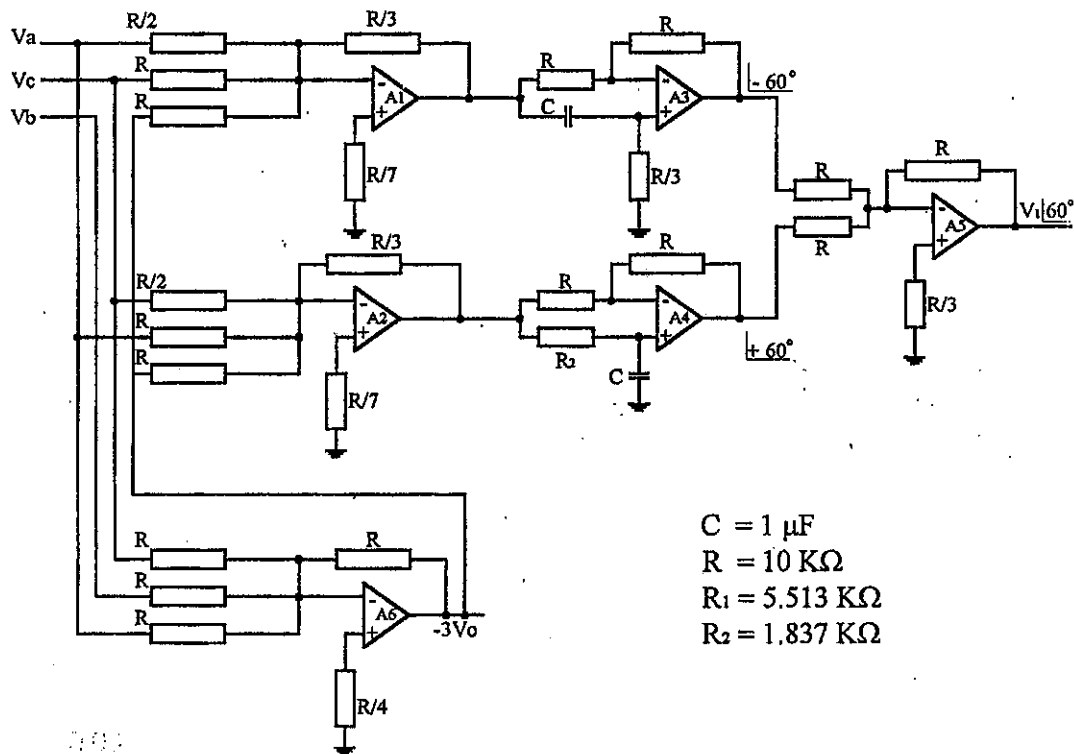 Va
R/2
R/3
R
Vc
R
R
-
A1
+
-
A3
+
|-60°
Vb
R
C
R/7
R/3
R
R
R
-
A5
+
V₁|60°
R/3
R/2
R/3
R
R
-
A2
+
R
-
A4
+
|+60°
R
R₂
C
R/7
R
R
R
R
-
A6
+
-3Vo
R/4
C = 1 µF
R = 10 KΩ
R₁ = 5.513 KΩ
R₂ = 1.837 KΩ